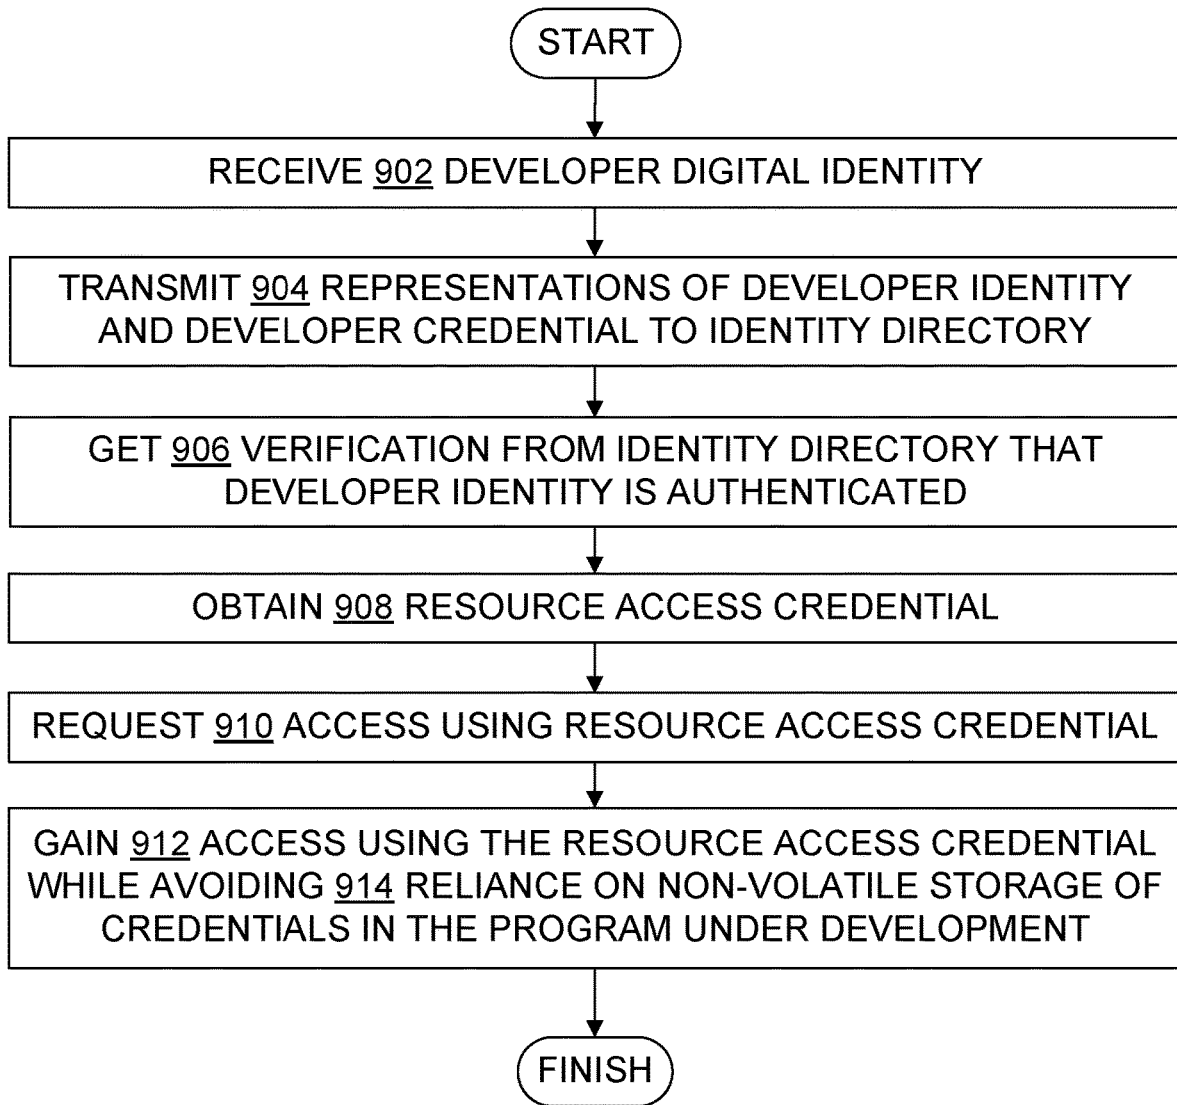 START
RECEIVE 902 DEVELOPER DIGITAL IDENTITY
TRANSMIT 904 REPRESENTATIONS OF DEVELOPER IDENTITY
AND DEVELOPER CREDENTIAL TO IDENTITY DIRECTORY
GET 906 VERIFICATION FROM IDENTITY DIRECTORY THAT
DEVELOPER IDENTITY IS AUTHENTICATED
OBTAIN 908 RESOURCE ACCESS CREDENTIAL
REQUEST 910 ACCESS USING RESOURCE ACCESS CREDENTIAL
GAIN 912 ACCESS USING THE RESOURCE ACCESS CREDENTIAL
WHILE AVOIDING 914 RELIANCE ON NON-VOLATILE STORAGE OF
CREDENTIALS IN THE PROGRAM UNDER DEVELOPMENT
FINISH